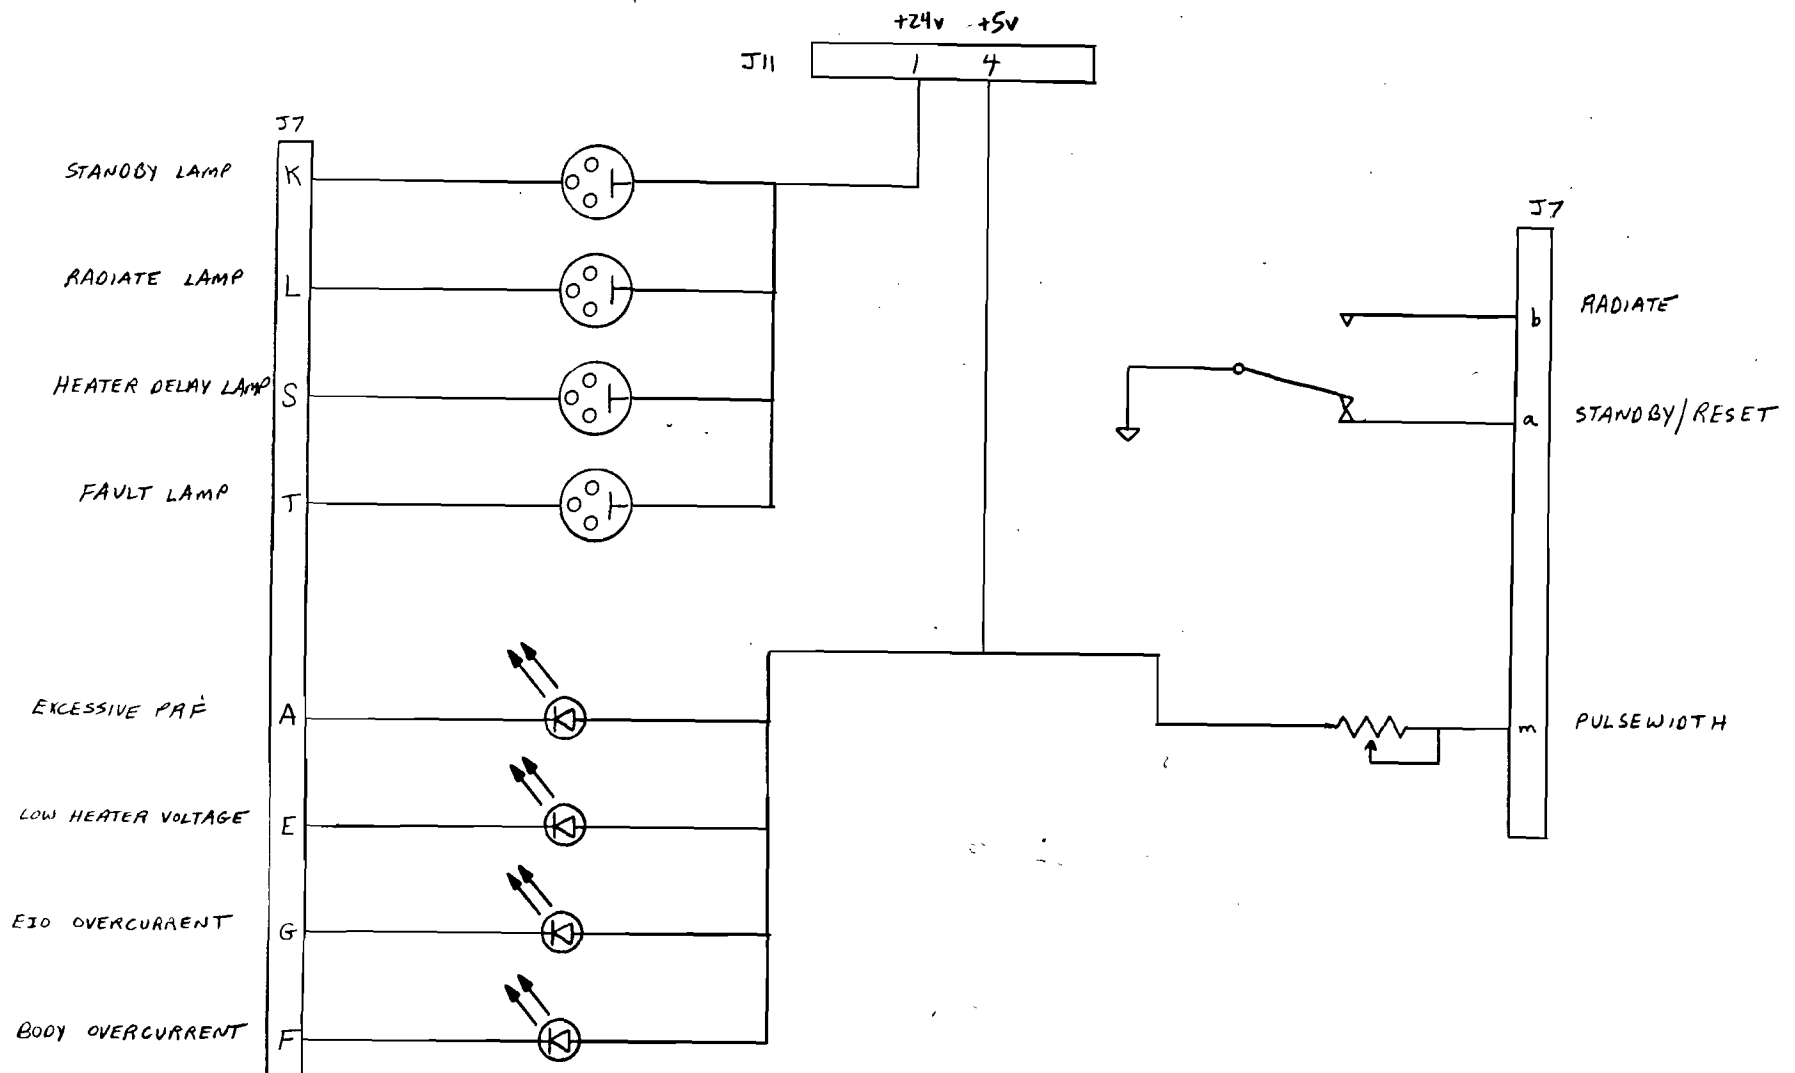 +24v +5v
J11 1 4
J7
STANDBY LAMP K
RADIATE LAMP L
HEATER DELAY LAMP S
FAULT LAMP T
EXCESSIVE PRF A
LOW HEATER VOLTAGE E
EIO OVERCURRENT G
BODY OVERCURRENT F
J7
b RADIATE
a STANDBY/RESET
m PULSEWIDTH